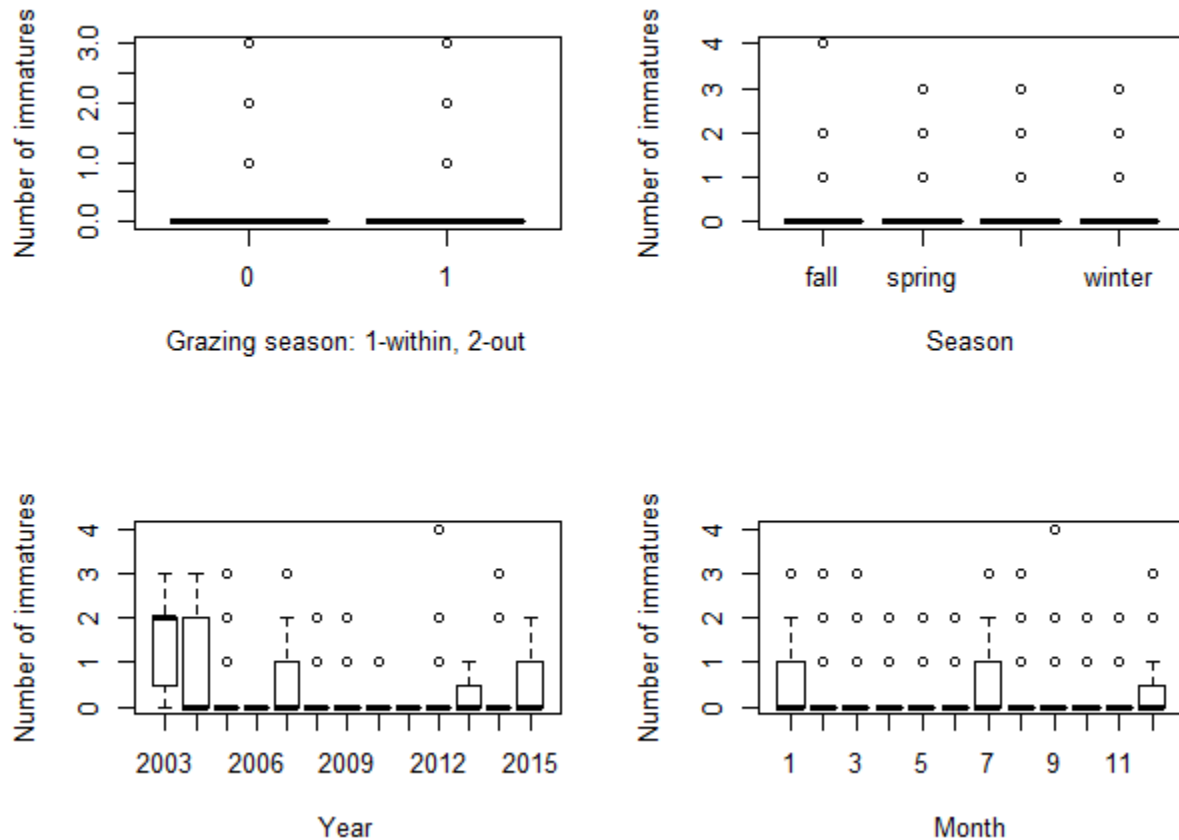 Number of immatures
3.0
2.0
1.0
0.0
0 1
Grazing season: 1-within, 2-out
Number of immatures
4
3
2
1
0
fall spring winter
Season
Number of immatures
4
3
2
1
0
2003 2006 2009 2012 2015
Year
Number of immatures
4
3
2
1
0
1 3 5 7 9 11
Month